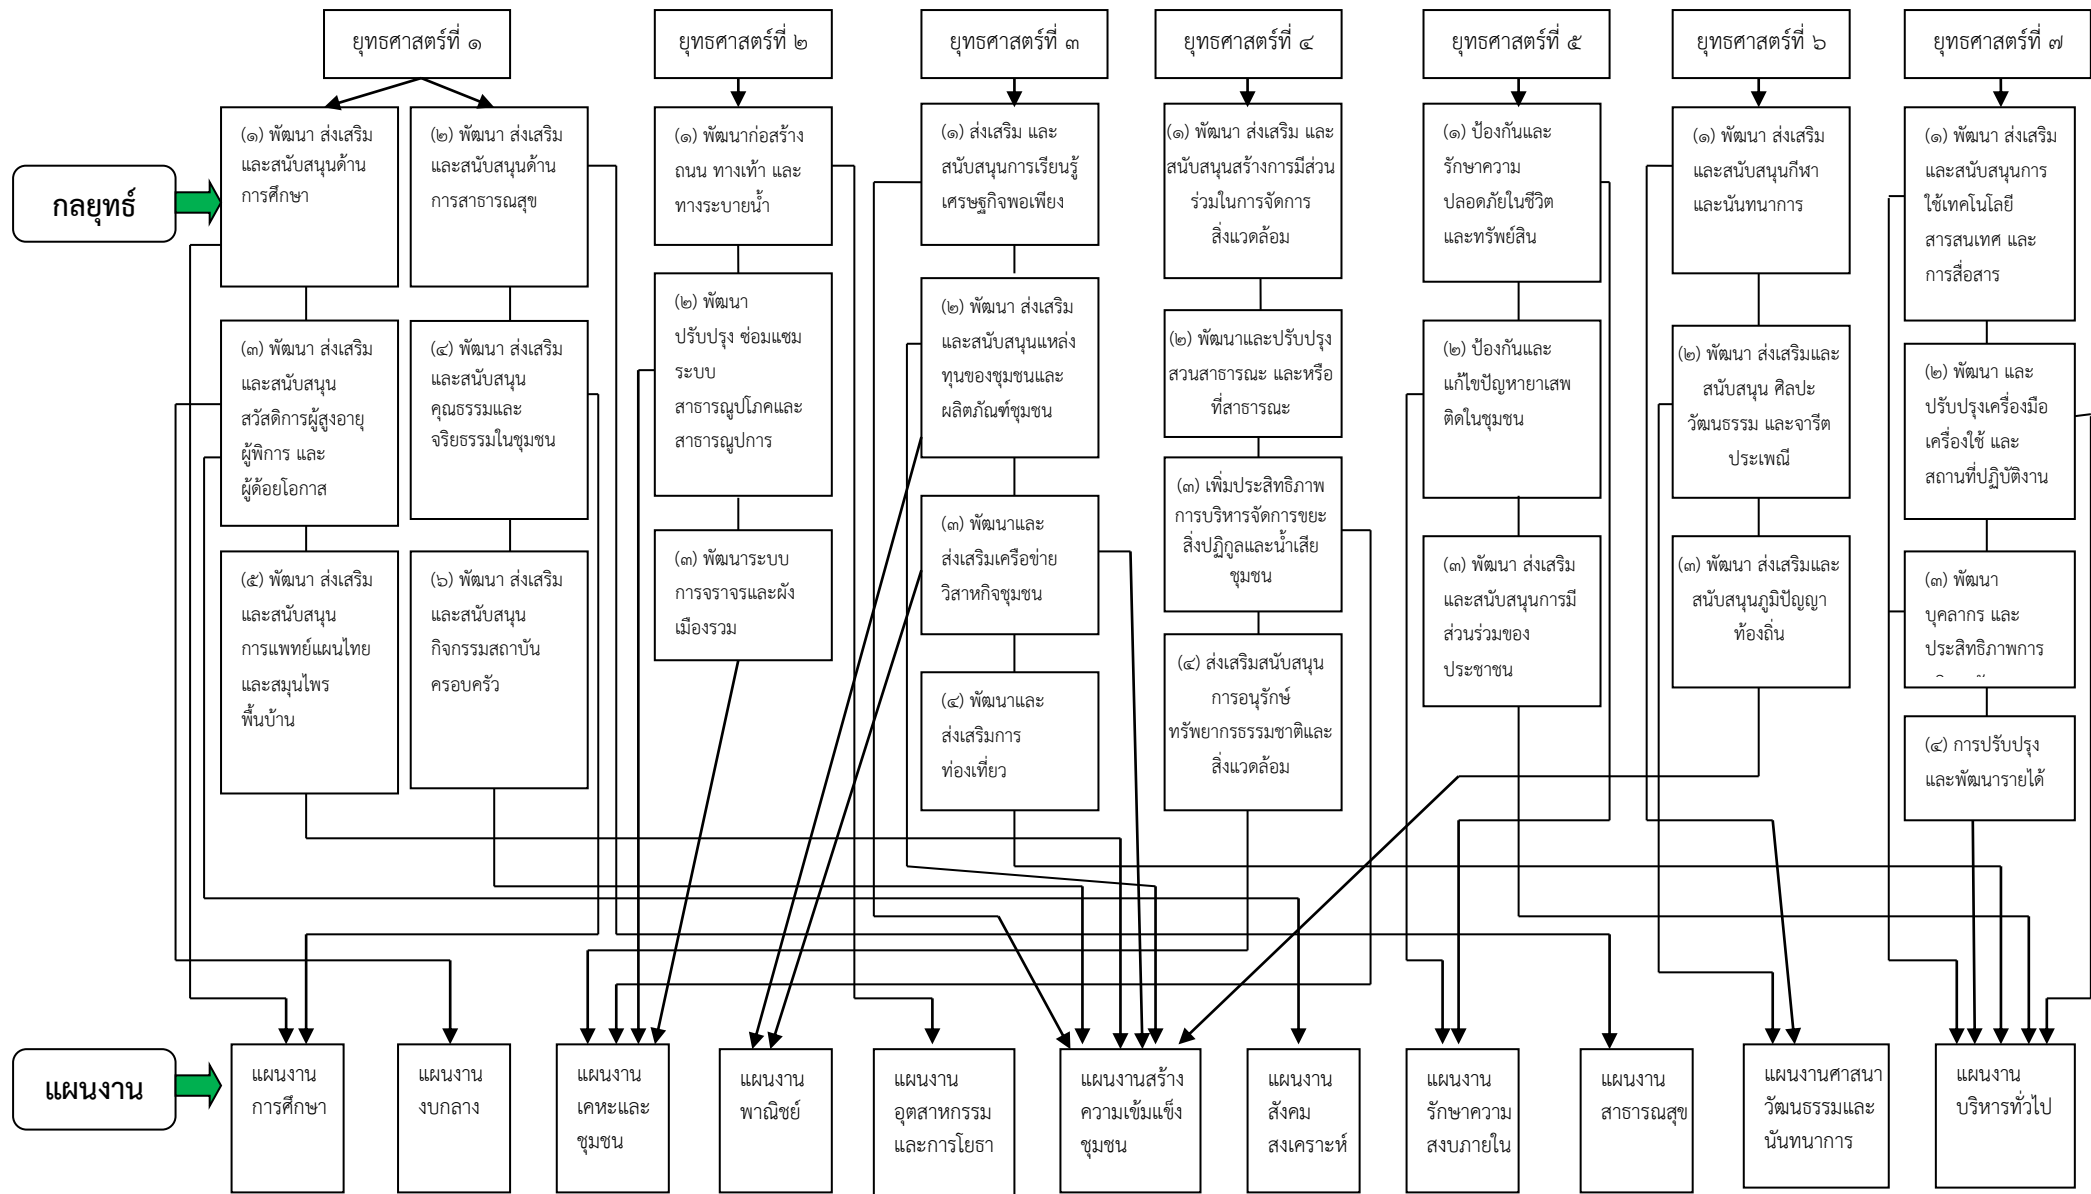 ยุทธศาสตร์ที่ ๑
ยุทธศาสตร์ที่ ๒
ยุทธศาสตร์ที่ ๓
ยุทธศาสตร์ที่ ๔
ยุทธศาสตร์ที่ ๕
ยุทธศาสตร์ที่ ๖
ยุทธศาสตร์ที่ ๗
กลยุทธ์
(๑) พัฒนา ส่งเสริม
และสนับสนุนด้าน
การศึกษา
(๒) พัฒนา ส่งเสริม
และสนับสนุนด้าน
การสาธารณสุข
(๓) พัฒนา ส่งเสริม
และสนับสนุน
สวัสดิการผู้สูงอายุ
ผู้พิการ และ
ผู้ด้อยโอกาส
(๔) พัฒนา ส่งเสริม
และสนับสนุน
คุณธรรมและ
จริยธรรมในชุมชน
(๕) พัฒนา ส่งเสริม
และสนับสนุน
การแพทย์แผนไทย
และสมุนไพร
พื้นบ้าน
(๖) พัฒนา ส่งเสริม
และสนับสนุน
กิจกรรมสถาบัน
ครอบครัว
(๑) พัฒนาก่อสร้าง
ถนน ทางเท้า และ
ทางระบายน้ำ
(๒) พัฒนา
ปรับปรุง ซ่อมแซม
ระบบ
สาธารณูปโภคและ
สาธารณูปการ
(๓) พัฒนาระบบ
การจราจรและผัง
เมืองรวม
(๑) ส่งเสริม และ
สนับสนุนการเรียนรู้
เศรษฐกิจพอเพียง
(๒) พัฒนา ส่งเสริม
และสนับสนุนแหล่ง
ทุนของชุมชนและ
ผลิตภัณฑ์ชุมชน
(๓) พัฒนาและ
ส่งเสริมเครือข่าย
วิสาหกิจชุมชน
(๔) พัฒนาและ
ส่งเสริมการ
ท่องเที่ยว
(๑) พัฒนา ส่งเสริม และ
สนับสนุนสร้างการมีส่วน
ร่วมในการจัดการ
สิ่งแวดล้อม
(๒) พัฒนาและปรับปรุง
สวนสาธารณะ และหรือ
ที่สาธารณะ
(๓) เพิ่มประสิทธิภาพ
การบริหารจัดการขยะ
สิ่งปฏิกูลและน้ำเสีย
ชุมชน
(๔) ส่งเสริมสนับสนุน
การอนุรักษ์
ทรัพยากรธรรมชาติและ
สิ่งแวดล้อม
(๑) ป้องกันและ
รักษาความ
ปลอดภัยในชีวิต
และทรัพย์สิน
(๒) ป้องกันและ
แก้ไขปัญหายาเสพ
ติดในชุมชน
(๓) พัฒนา ส่งเสริม
และสนับสนุนการมี
ส่วนร่วมของ
ประชาชน
(๑) พัฒนา ส่งเสริม
และสนับสนุนกีฬา
และนันทนาการ
(๒) พัฒนา ส่งเสริมและ
สนับสนุน ศิลปะ
วัฒนธรรม และจารีต
ประเพณี
(๓) พัฒนา ส่งเสริมและ
สนับสนุนภูมิปัญญา
ท้องถิ่น
(๑) พัฒนา ส่งเสริม
และสนับสนุนการ
ใช้เทคโนโลยี
สารสนเทศ และ
การสื่อสาร
(๒) พัฒนา และ
ปรับปรุงเครื่องมือ
เครื่องใช้ และ
สถานที่ปฏิบัติงาน
(๓) พัฒนา
บุคลากร และ
ประสิทธิภาพการ
(๔) การปรับปรุง
และพัฒนารายได้
แผนงาน
แผนงาน
การศึกษา
แผนงาน
งบกลาง
แผนงาน
เคหะและ
ชุมชน
แผนงาน
พาณิชย์
แผนงาน
อุตสาหกรรม
และการโยธา
แผนงานสร้าง
ความเข้มแข็ง
ชุมชน
แผนงาน
สังคม
สงเคราะห์
แผนงาน
รักษาความ
สงบภายใน
แผนงาน
สาธารณสุข
แผนงานศาสนา
วัฒนธรรมและ
นันทนาการ
แผนงาน
บริหารทั่วไป